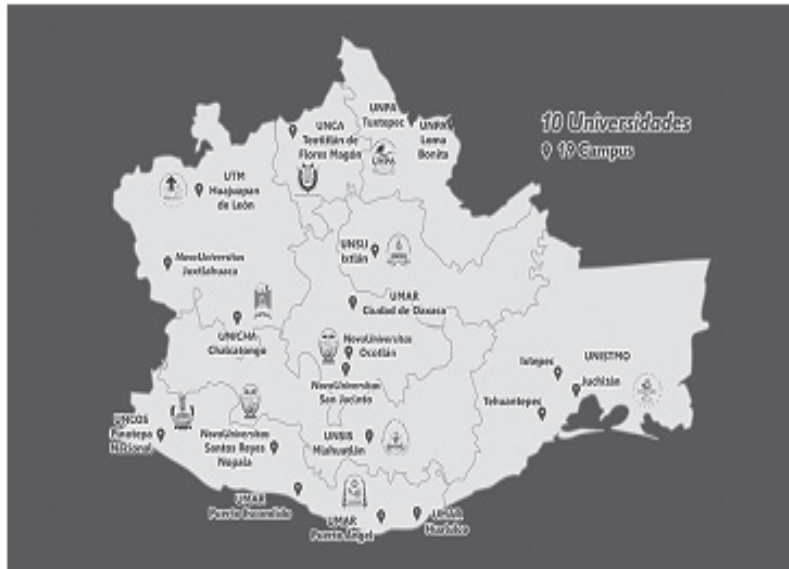 10 Universidades
19 Campus
UNPA
Tuxtepec
UNPA
Loma
Bonita
UNCA
Teotitlán de
Flores Magón
UTM
Huajuapan
de León
NovaUniversitas
Juxtlahuaca
UNSIJ
Ixtlán
UMAR
Ciudad de Oaxaca
UNICHA
Chalcatongo
NovaUniversitas
Ocotlán
NovaUniversitas
San Jacinto
UNISTMO
Ixtepec
Juchitán
Tehuantepec
UNCOS
Pinotepa
Nacional
NovaUniversitas
Santos Reyes
Nopala
UNSIS
Miahuatlán
UMAR
Puerto Escondido
UMAR
Puerto Ángel
UMAR
Huatulco